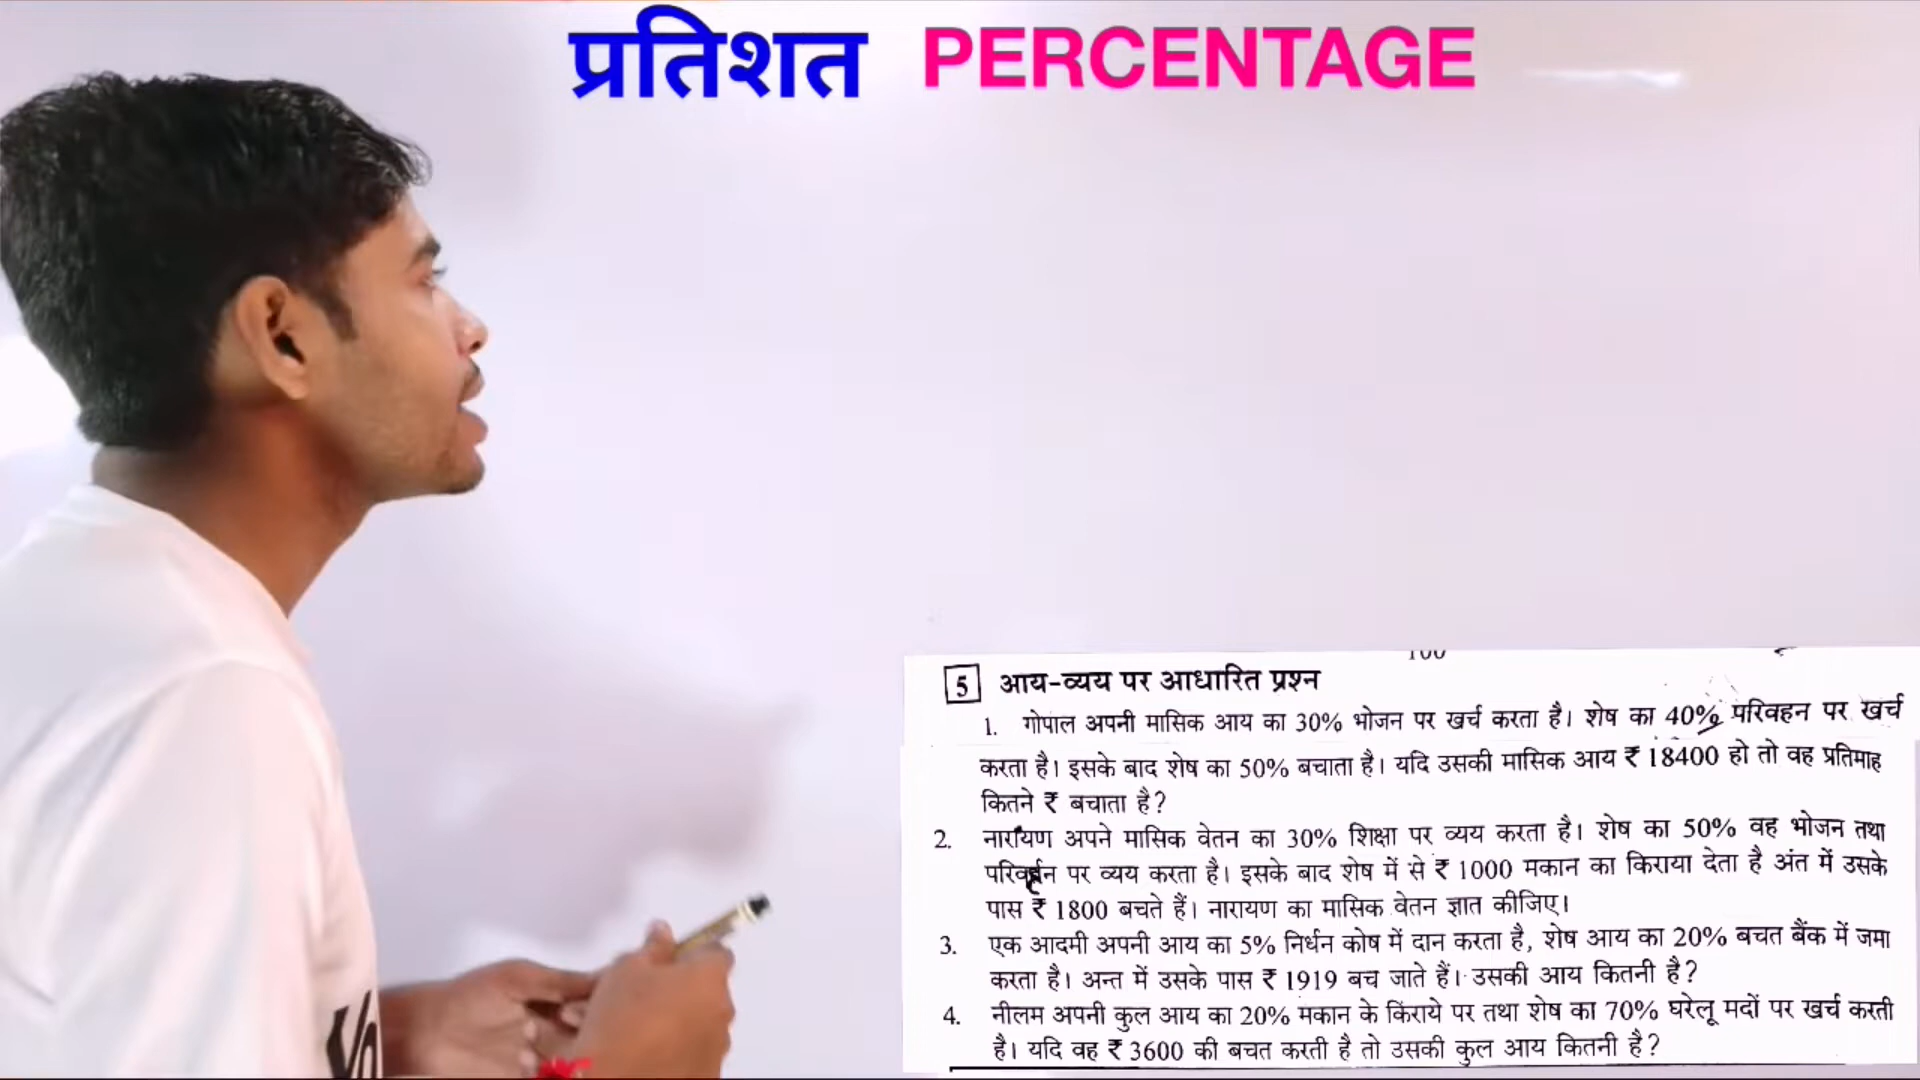 प्रतिशत PERCENTAGE
5 आय-व्यय पर आधारित प्रश्न
1. गोपाल अपनी मासिक आय का 30% भोजन पर खर्च करता है। शेष का 40% परिवहन पर खर्च
करता है। इसके बाद शेष का 50% बचाता है। यदि उसकी मासिक आय ₹ 18400 हो तो वह प्रतिमाह
कितने ₹ बचाता है?
2. नारायण अपने मासिक वेतन का 30% शिक्षा पर व्यय करता है। शेष का 50% वह भोजन तथा
पर व्यय करता है। इसके बाद शेष में से ₹ 1000 मकान का किराया देता है अंत में उसके
पास ₹ 1800 बचते हैं। नारायण का मासिक वेतन ज्ञात कीजिए।
3. एक आदमी अपनी आय का 5% निर्धन कोष में दान करता है, शेष आय का 20% बचत बैंक में जमा
करता है। अन्त में उसके पास ₹ 1919 बच जाते हैं। उसकी आय कितनी है?
4. नीलम अपनी कुल आय का 20% मकान के किराये पर तथा शेष का 70% घरेलू मदों पर खर्च करती
है। यदि वह ₹ 3600 की बचत करती है तो उसकी कुल आय कितनी है?